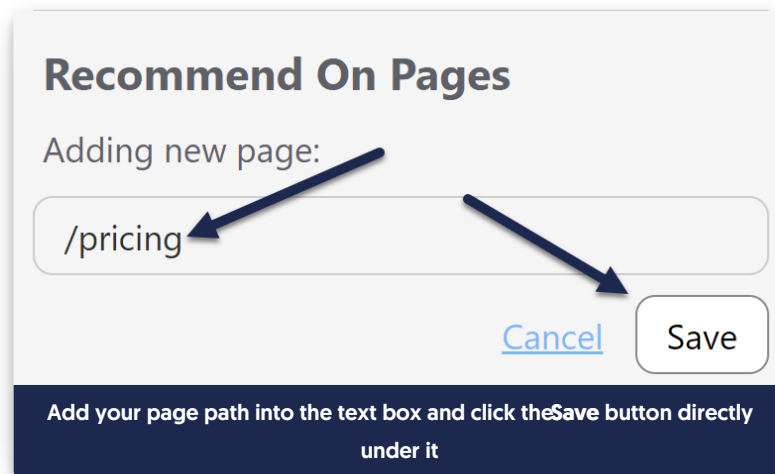 Recommend On Pages
Adding new page:
/pricing
Cancel
Save
Add your page path into the text box and click theSave button directly
under it